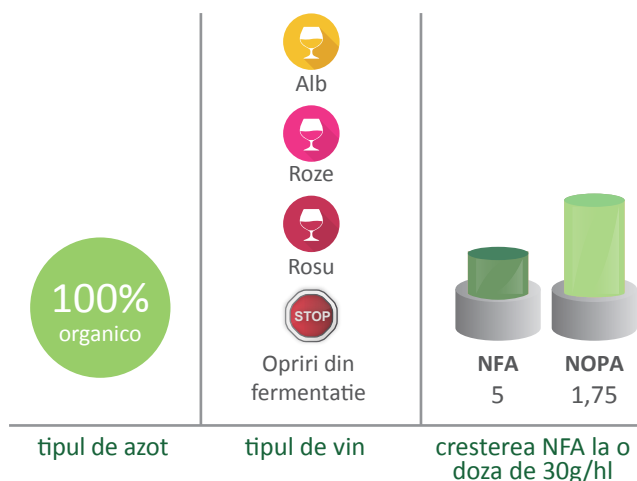 100%
organico
tipul de azot
Alb
Roze
Rosu
STOP
Opriri din
fermentatie
tipul de vin
NFA
5
NOPA
1,75
cresterea NFA la o
doza de 30g/hl